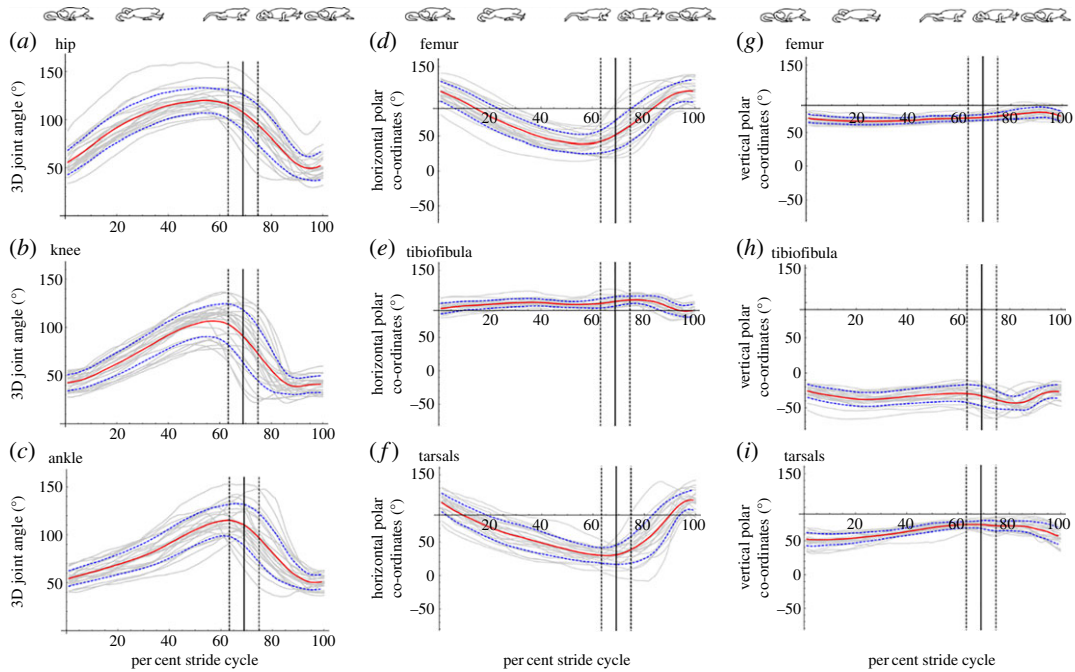 (a) hip
150
100
50
3D joint angle (°)
20 40 60 80 100
(b) knee
150
100
50
3D joint angle (°)
20 40 60 80 100
(c) ankle
150
100
50
3D joint angle (°)
20 40 60 80 100
per cent stride cycle
(d) femur
150
50
0
–50
horizontal polar
co-ordinates (°)
20 40 60 80 100
(e) tibiofibula
150
50
0
–50
horizontal polar
co-ordinates (°)
20 40 60 80 100
(f) tarsals
150
50
0
–50
horizontal polar
co-ordinates (°)
20 40 60 80 100
per cent stride cycle
(g) femur
150
50
0
–50
vertical polar
co-ordinates (°)
20 40 60 80 100
(h) tibiofibula
150
50
0
–50
vertical polar
co-ordinates (°)
20 40 60 80 100
(i) tarsals
150
50
0
–50
vertical polar
co-ordinates (°)
20 40 60 80 100
per cent stride cycle